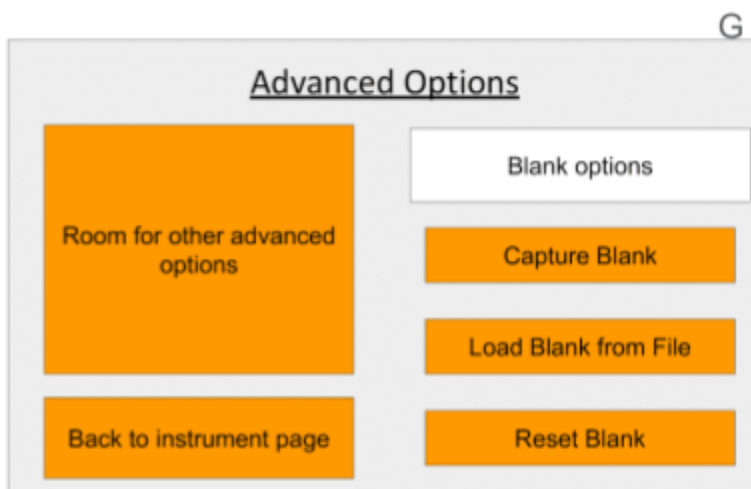 G
Advanced Options
Room for other advanced
options
Back to instrument page
Blank options
Capture Blank
Load Blank from File
Reset Blank